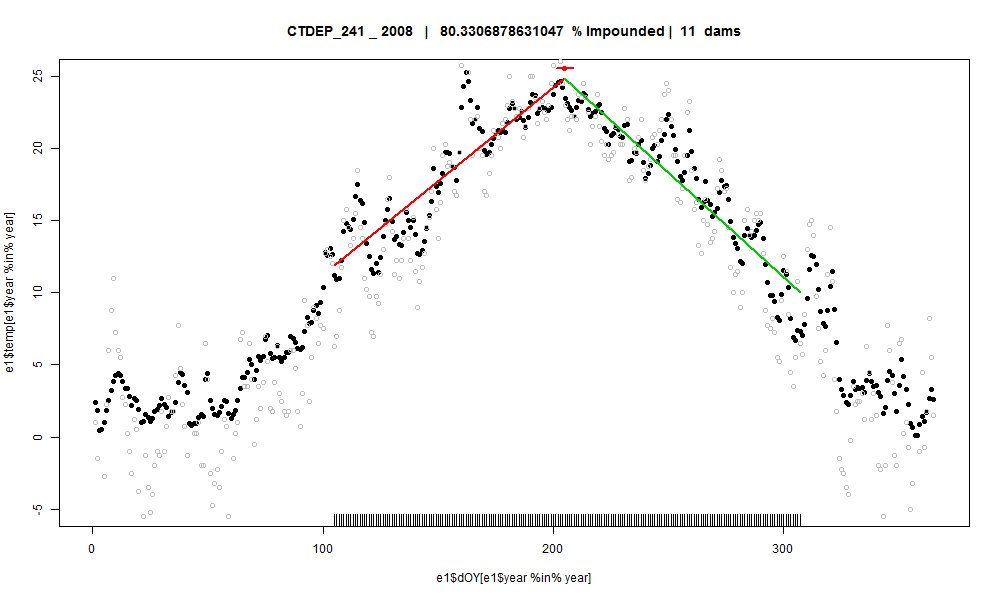 CTDEP_241 _ 2008 | 80.3306878631047 % Impounded | 11 dams
e1$temp[e1$year %in% year]
25
20
15
10
5
0
-5
0 100 200 300
e1$dOY[e1$year %in% year]